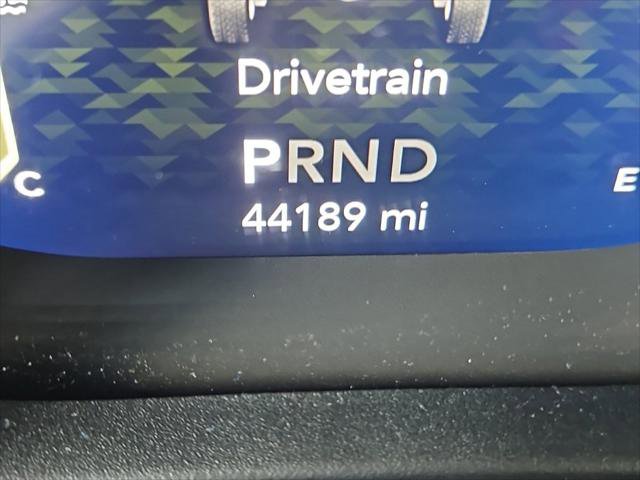 Drivetrain
PRND
C
E
44189 mi